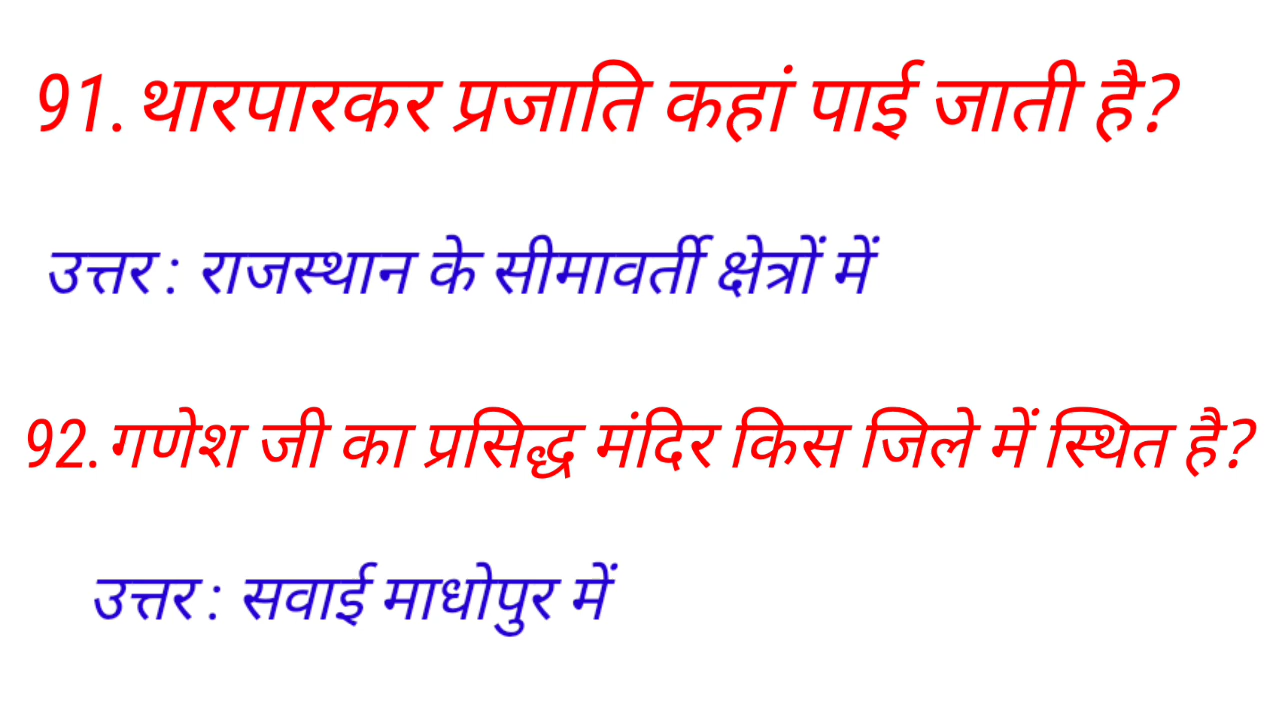 91. थारपारकर प्रजाति कहां पाई जाती है?
उत्तर : राजस्थान के सीमावर्ती क्षेत्रों में
92. गणेश जी का प्रसिद्ध मंदिर किस जिले में स्थित है?
उत्तर : सवाई माधोपुर में